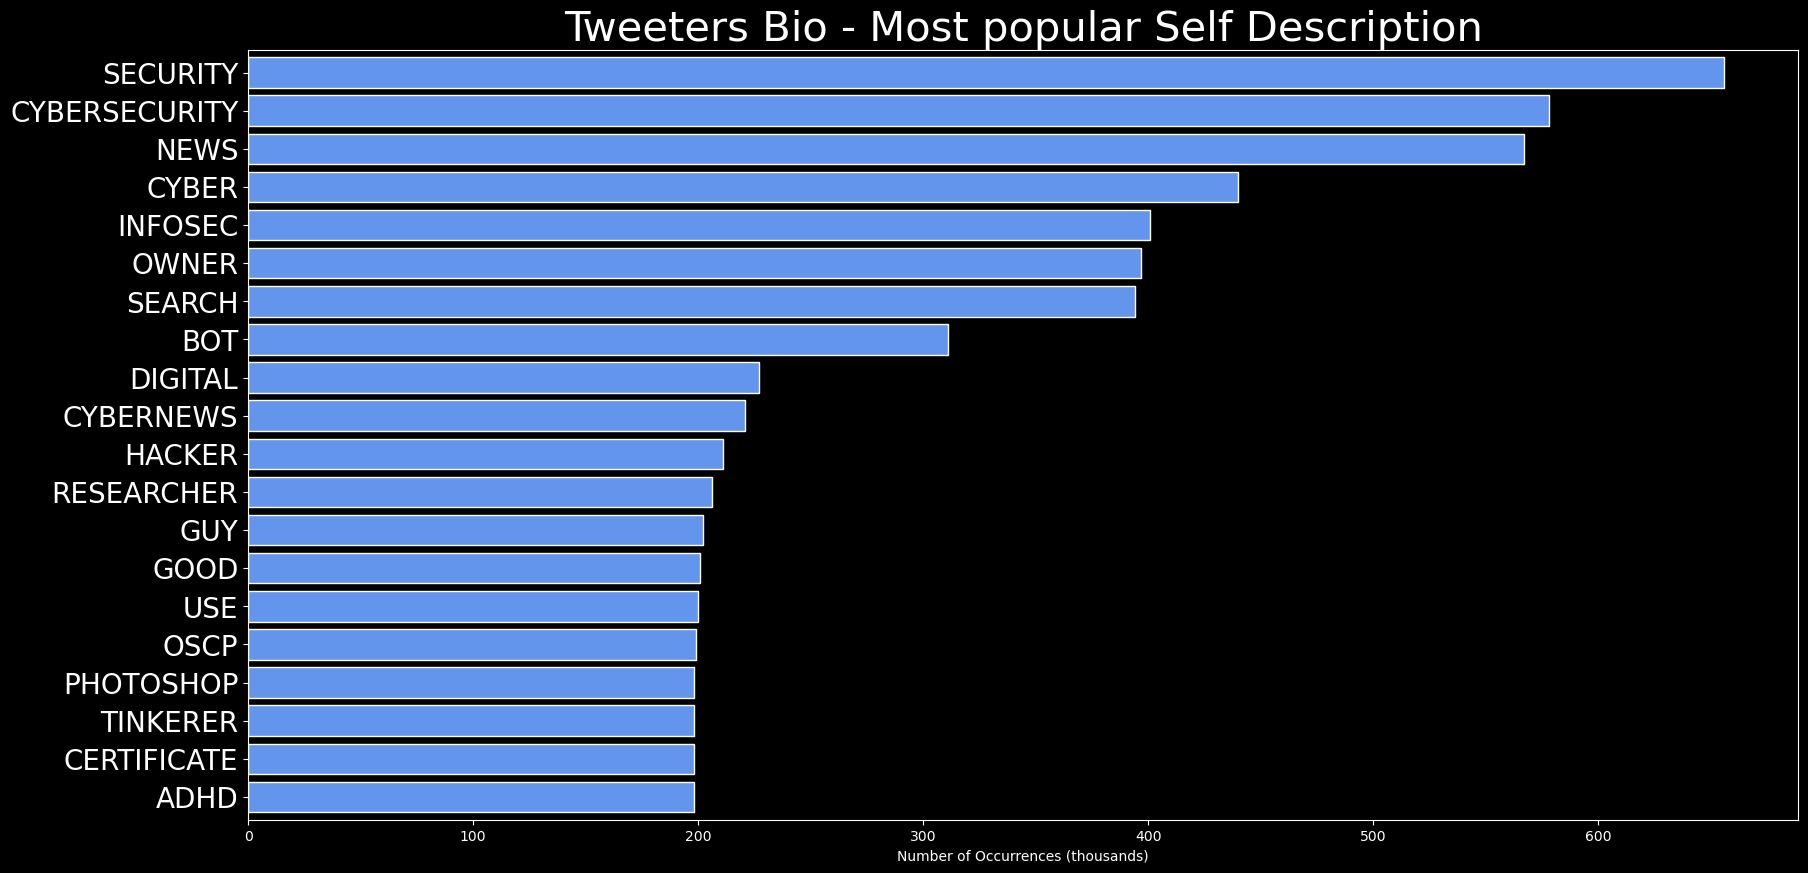 Tweeters Bio - Most popular Self Description
SECURITY
CYBERSECURITY
NEWS
CYBER
INFOSEC
OWNER
SEARCH
BOT
DIGITAL
CYBERNEWS
HACKER
RESEARCHER
GUY
GOOD
USE
OSCP
PHOTOSHOP
TINKERER
CERTIFICATE
ADHD
0 100 200 300 400 500 600
Number of Occurrences (thousands)